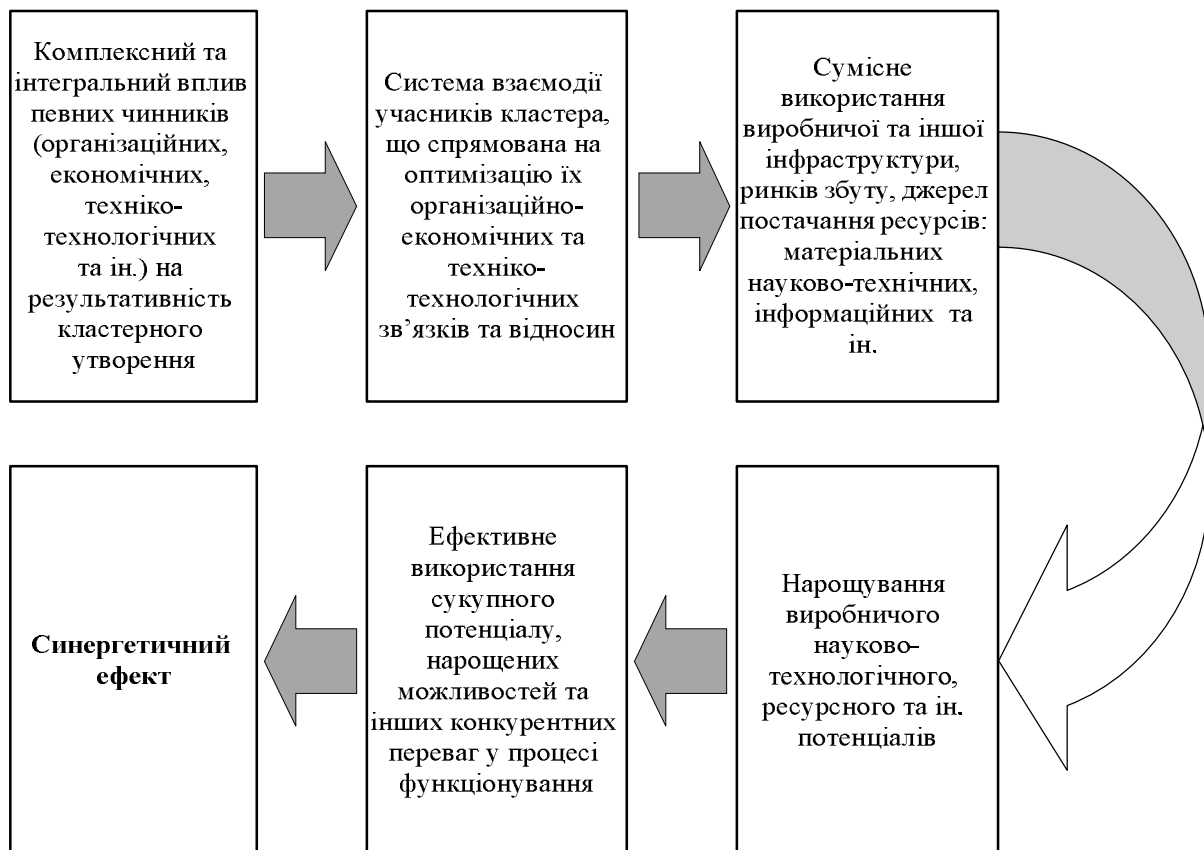 Комплексний та
інтегральний вплив
певних чинників
(організаційних,
економічних,
техніко-
технологічних
та ін.) на
результативність
кластерного
утворення
Система взаємодії
учасників кластера,
що спрямована на
оптимізацію їх
організаційно-
економічних та
техніко-
технологічних
зв’язків та відносин
Сумісне
використання
виробничої та іншої
інфраструктури,
ринків збуту, джерел
постачання ресурсів:
матеріальних
науково-технічних,
інформаційних та
ін.
Нарощування
виробничого
науково-
технологічного,
ресурсного та ін.
потенціалів
Ефективне
використання
сукупного
потенціалу,
нарощених
можливостей та
інших конкурентних
переваг у процесі
функціонування
Синергетичний
ефект